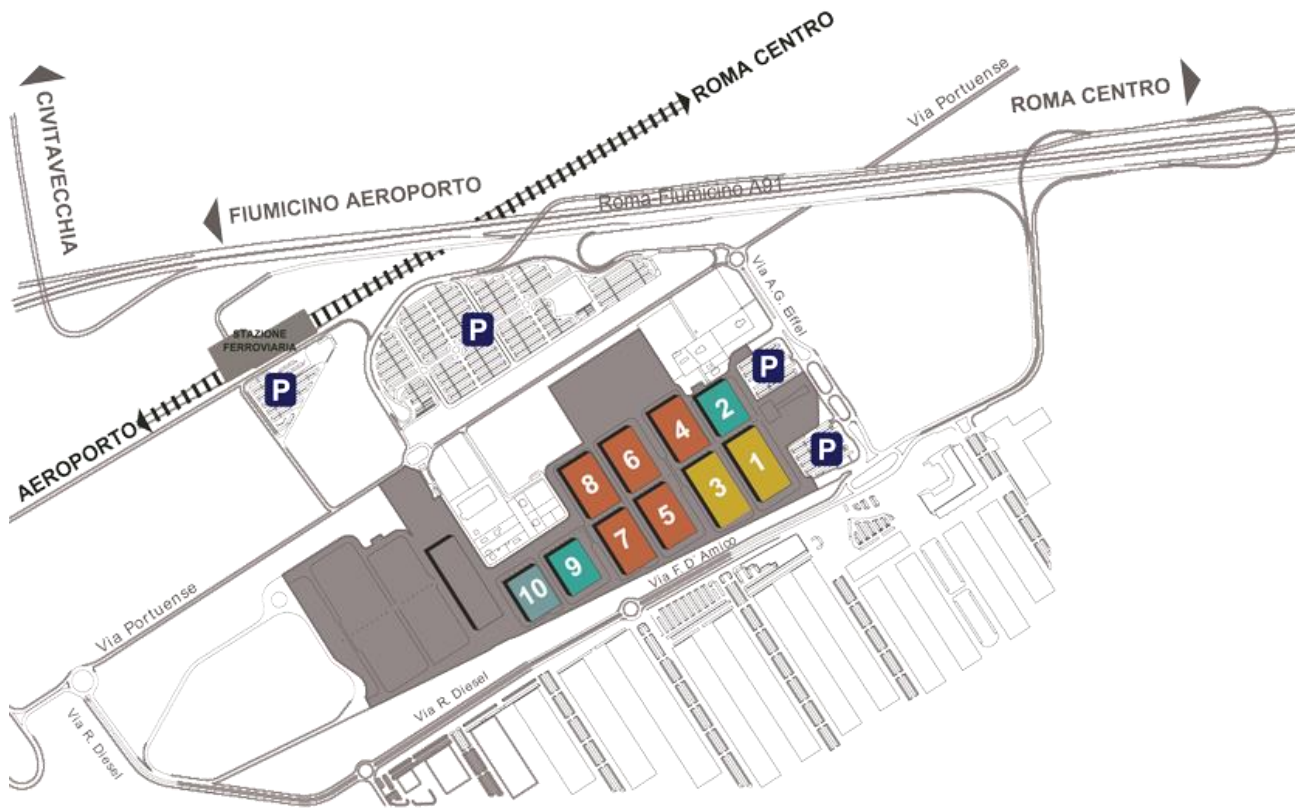 ROMA CENTRO
CIVITAVECCHIA
Via Portuense
ROMA CENTRO
FIUMICINO AEROPORTO
Roma Fiumicino A91
Via A.G. Eiffel
STAZIONE
FERROVIARIA
P
P
P
P
AEROPORTO
2
4
1
6
3
8
5
7
9
10
Via F. D' Amico
Via Portuense
Via R. Diesel
Via R. Diesel